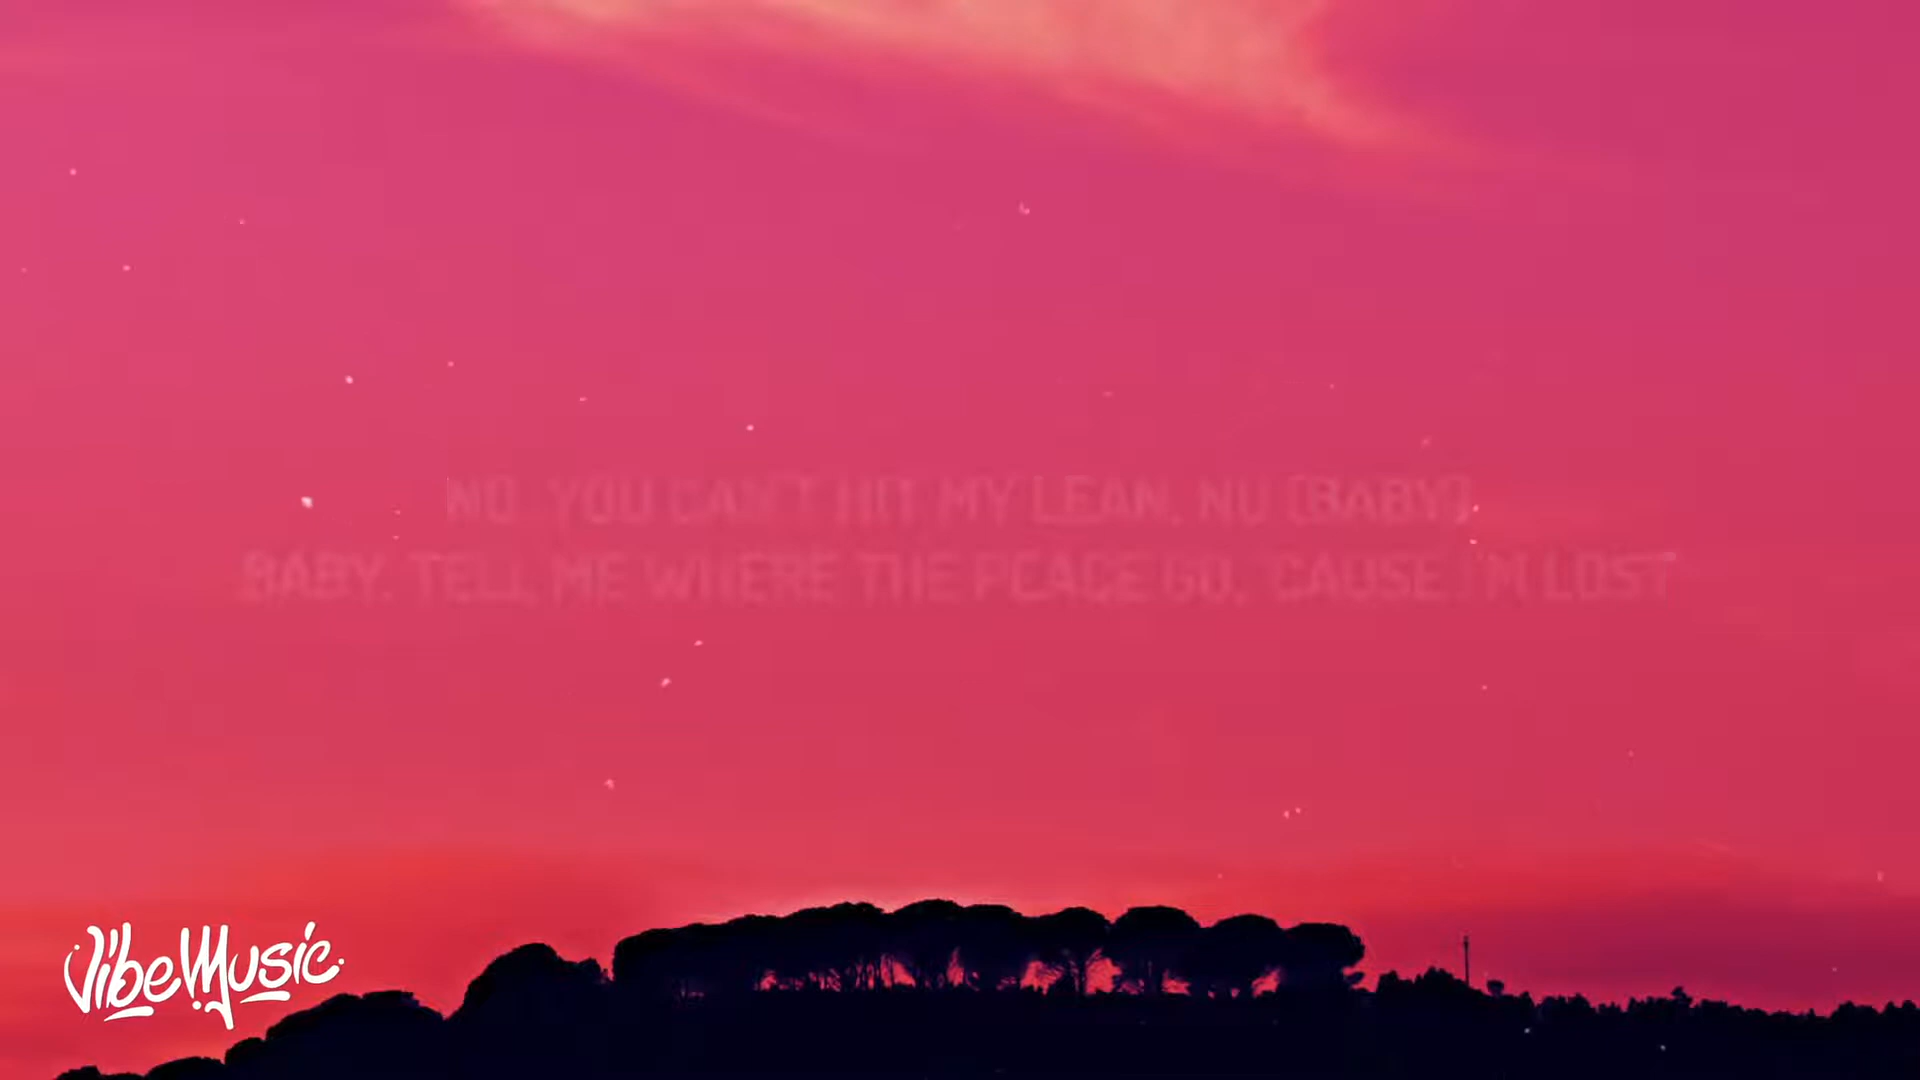 NO, YOU CAN'T HIT MY LEAN, NO (BABY)
BABY, TELL ME WHERE THE PEACE GO, 'CAUSE I'M LOST
VibeMusic